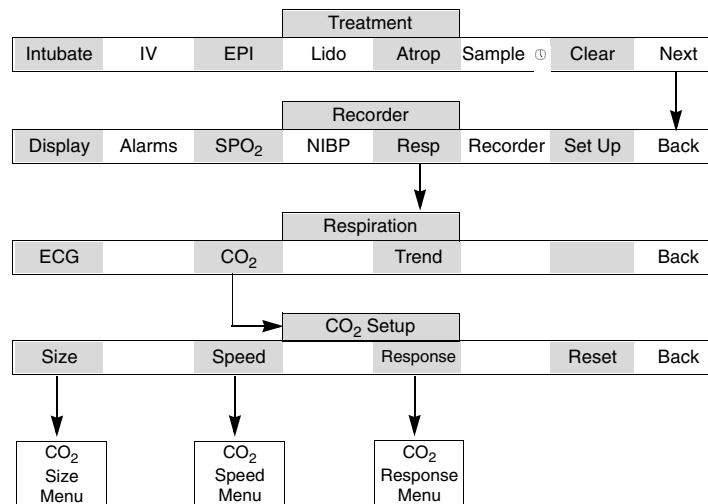 Treatment
Intubate IV EPI Lido Atrop Sample Clear Next
Recorder
Display Alarms SPO₂ NIBP Resp Recorder Set Up Back
Respiration
ECG CO₂ Trend Back
CO₂ Setup
Size Speed Response Reset Back
CO₂ CO₂ CO₂
Size Speed Response
Menu Menu Menu